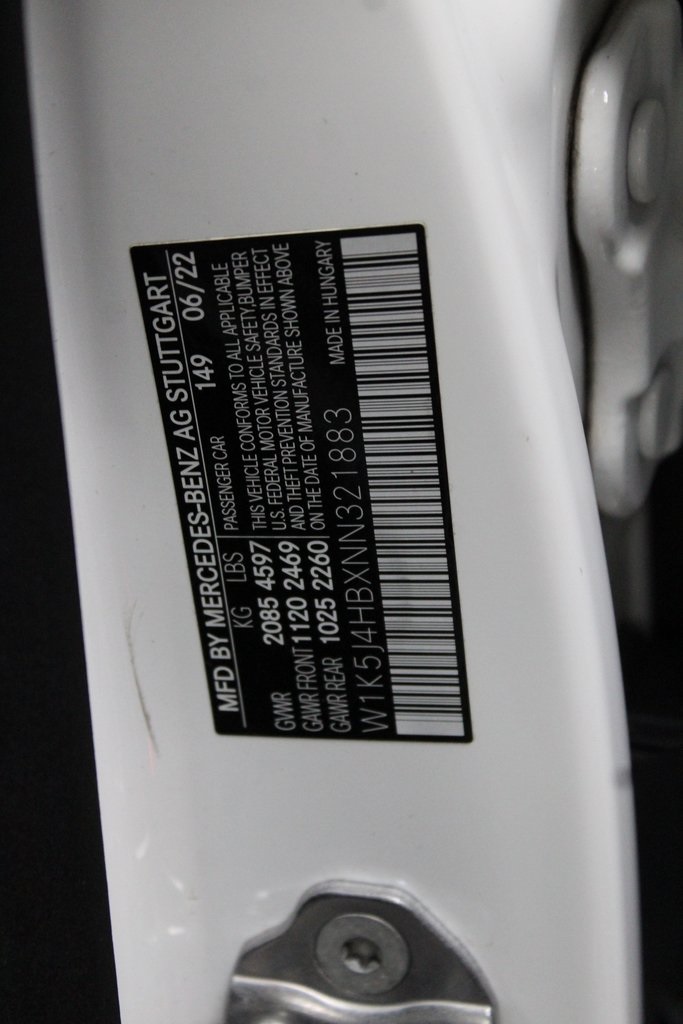 MFD BY MERCEDES-BENZ AG STUTTGART
KG LBS PASSENGER CAR 149 06/22
GVWR 2085 4597 THIS VEHICLE CONFORMS TO ALL APPLICABLE
GAWR FRONT 1120 2469 U.S. FEDERAL MOTOR VEHICLE SAFETY, BUMPER
GAWR REAR 1025 2260 AND THEFT PREVENTION STANDARDS IN EFFECT
ON THE DATE OF MANUFACTURE SHOWN ABOVE
W1K5J4HBXNN321883 MADE IN HUNGARY